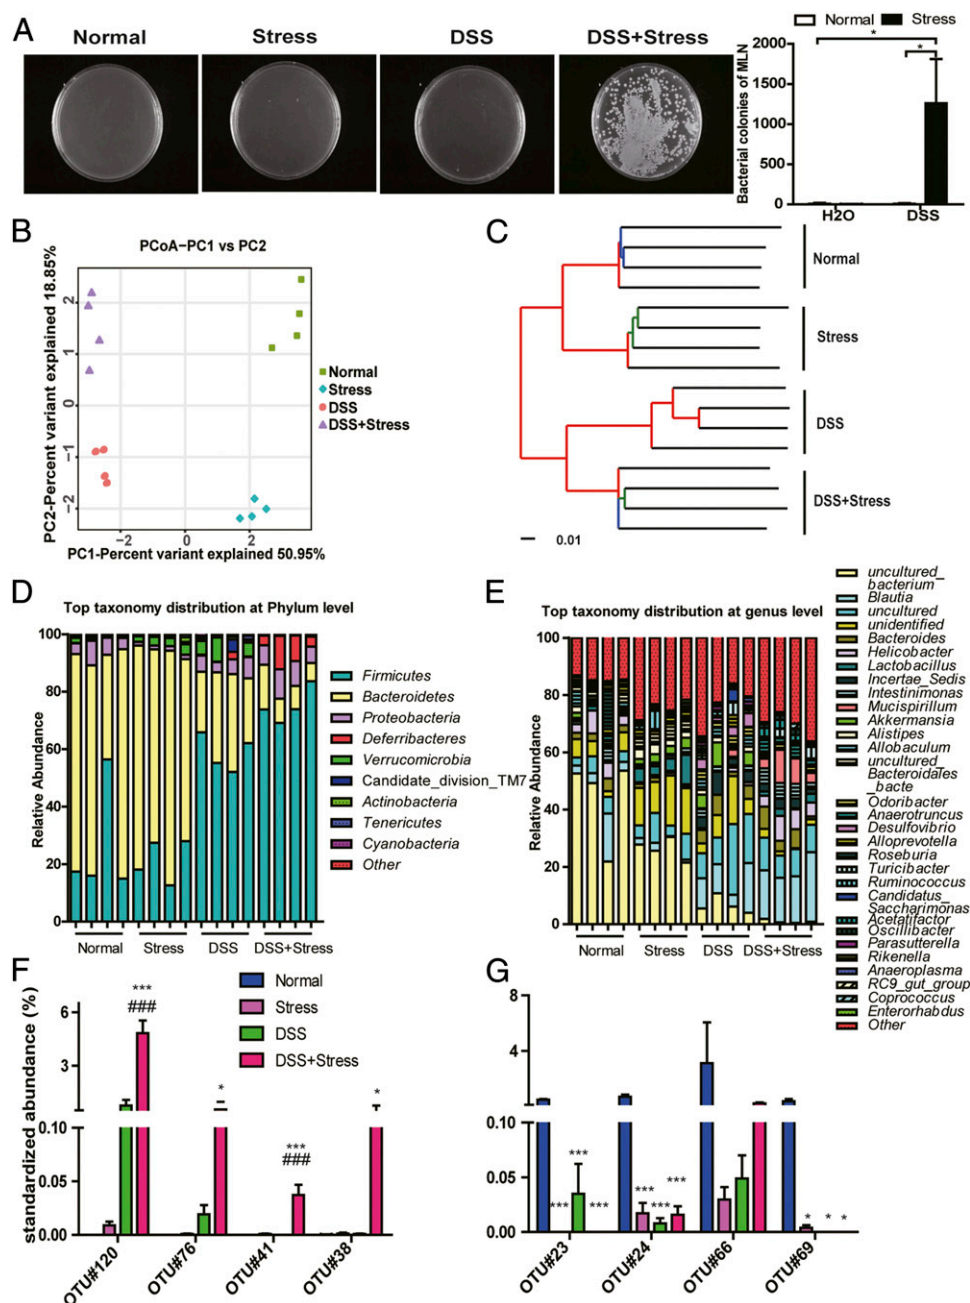 A
Normal
Stress
DSS
DSS+Stress
Normal
Stress
Bacterial colonies of MLN
2000
1500
1000
500
0
*
*
H2O
DSS
B
PCoA-PC1 vs PC2
PC2-Percent variant explained 18.85%
2
1
0
-1
-2
-2
0
2
PC1-Percent variant explained 50.95%
Normal
Stress
DSS
DSS+Stress
C
Normal
Stress
DSS
DSS+Stress
0.01
D
Top taxonomy distribution at Phylum level
Relative Abundance
100
80
60
40
20
0
Normal
Stress
DSS
DSS+Stress
Firmicutes
Bacteroidetes
Proteobacteria
Deferribacteres
Verrucomicrobia
Candidate_division_TM7
Actinobacteria
Tenericutes
Cyanobacteria
Other
E
Top taxonomy distribution at genus level
Relative Abundance
100
80
60
40
20
0
Normal
Stress
DSS
DSS+Stress
uncultured_
bacterium
Blautia
uncultured
unidentified
Bacteroides
Helicobacter
Lactobacillus
Incertae_Sedis
Intestinimonas
Mucispirillum
Akkermansia
Alistipes
Allobaculum
uncultured_
Bacteroidales
_bacte
Odoribacter
Anaerotruncus
Desulfovibrio
Alloprevotella
Roseburia
Turicibacter
Ruminococcus
Candidatus_
Saccharimonas
Acetatifactor
Oscillibacter
Parasutterella
Rikenella
Anaeroplasma
RC9_gut_group
Coprococcus
Enterorhabdus
Other
F
standardized abundance (%)
6
3
0.10
0.05
0.00
Normal
Stress
DSS
DSS+Stress
***
###
*
***
###
*
OTU#120
OTU#76
OTU#41
OTU#38
G
8
4
0.10
0.05
0.00
***
***
***
***
***
***
*
*
*
OTU#23
OTU#24
OTU#66
OTU#69